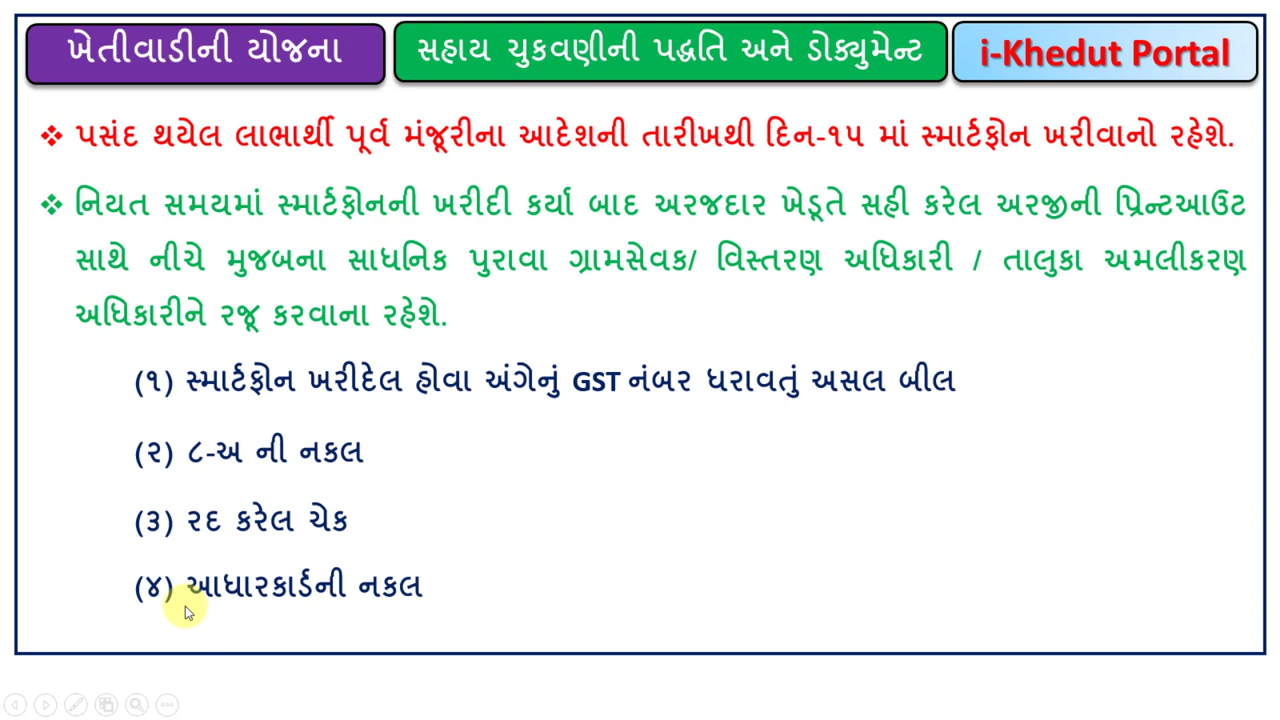 ખેતીવાડીની યોજના
સહાય ચુકવણીની પદ્ધતિ અને ડોક્યુમેન્ટ
i-Khedut Portal
❖ પસંદ થયેલ લાભાર્થી પૂર્વ મંજૂરીના આદેશની તારીખથી દિન-૧૫ માં સ્માર્ટફોન ખરીવાનો રહેશે.
❖ નિયત સમયમાં સ્માર્ટફોનની ખરીદી કર્યા બાદ અરજદાર ખેડૂતે સહી કરેલ અરજીની પ્રિન્ટઆઉટ
સાથે નીચે મુજબના સાધનિક પુરાવા ગ્રામસેવક/ વિસ્તરણ અધિકારી / તાલુકા અમલીકરણ
અધિકારીને રજૂ કરવાના રહેશે.
(૧) સ્માર્ટફોન ખરીદેલ હોવા અંગેનું GST નંબર ધરાવતું અસલ બીલ
(૨) ૮-અ ની નકલ
(૩) રદ કરેલ ચેક
(૪) આધારકાર્ડની નકલ